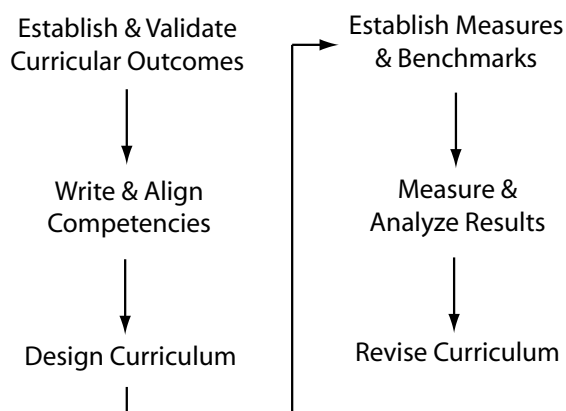 Establish & Validate
Curricular Outcomes
Write & Align
Competencies
Design Curriculum
Establish Measures
& Benchmarks
Measure &
Analyze Results
Revise Curriculum